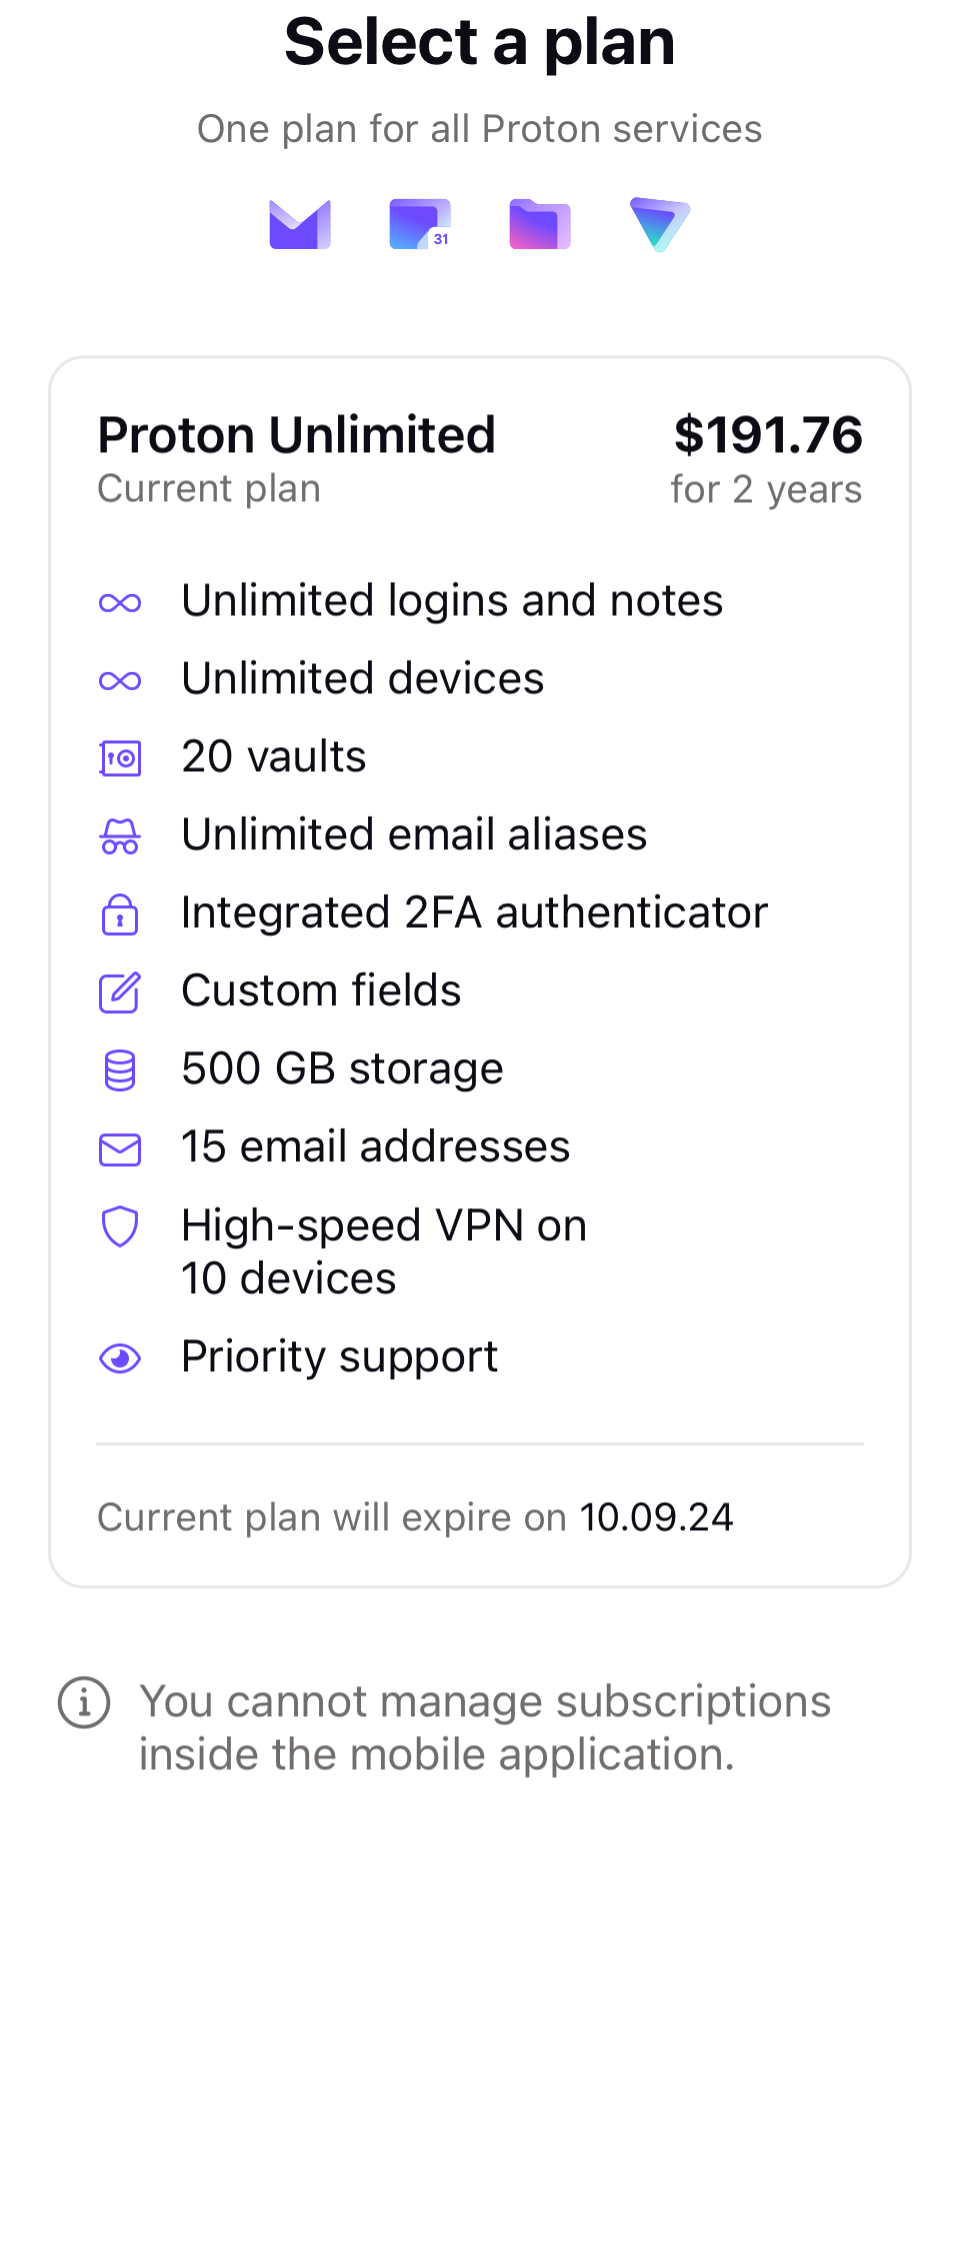 Select a plan
One plan for all Proton services
31
Proton Unlimited
$191.76
Current plan
for 2 years
Unlimited logins and notes
Unlimited devices
20 vaults
Unlimited email aliases
Integrated 2FA authenticator
Custom fields
500 GB storage
15 email addresses
High-speed VPN on
10 devices
Priority support
Current plan will expire on 10.09.24
You cannot manage subscriptions
inside the mobile application.